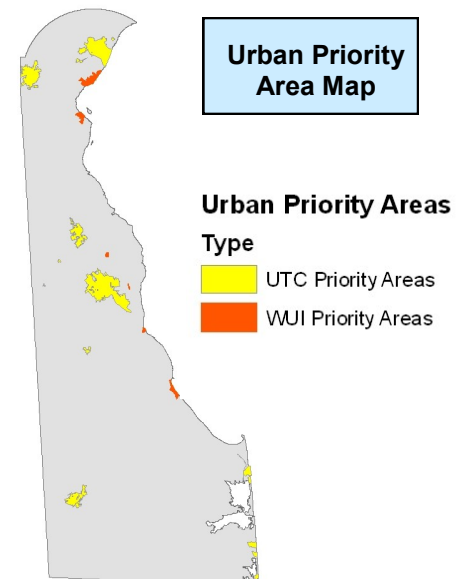 Urban Priority
Area Map
Urban Priority Areas
Type
UTC Priority Areas
WUI Priority Areas